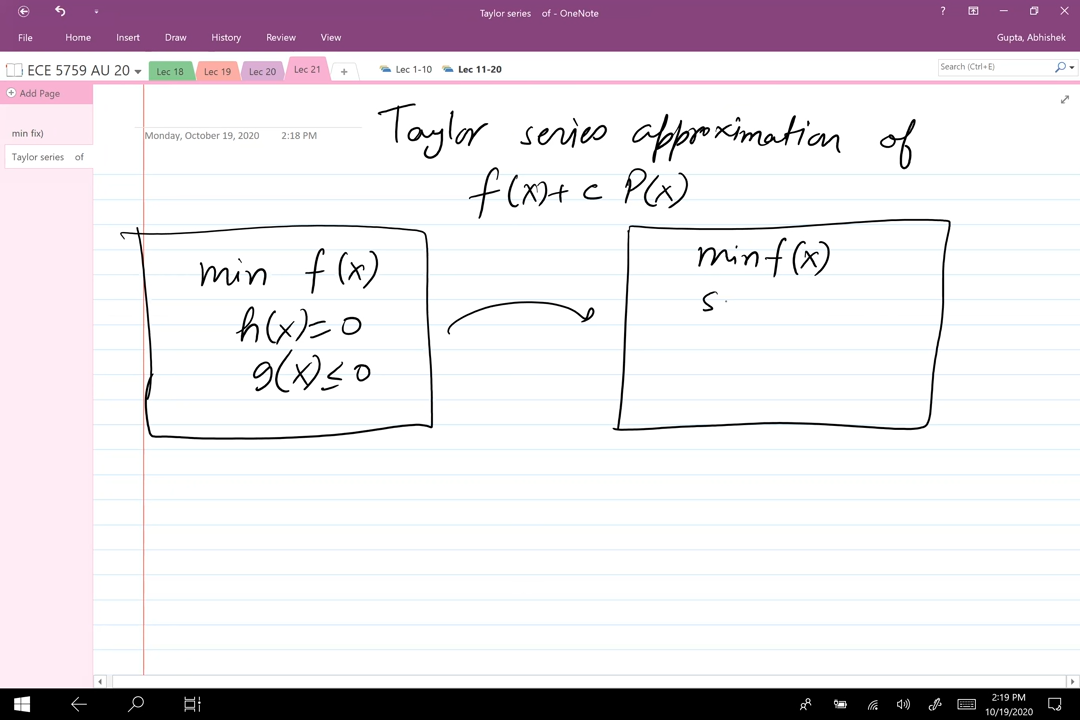 Taylor series of - OneNote
File Home Insert Draw History Review View
Gupta, Abhishek
ECE 5759 AU 20
Lec 18 Lec 19 Lec 20 Lec 21 + Lec 1-10 Lec 11-20
Search (Ctrl+E)
Add Page
min fix)
Taylor series of
Monday, October 19, 2020 2:18 PM
Taylor series approximation of
f(x)+ c P(x)
min f(x)
h(x)=0
g(x)≤0
min f(x)
s.
2:19 PM
10/19/2020